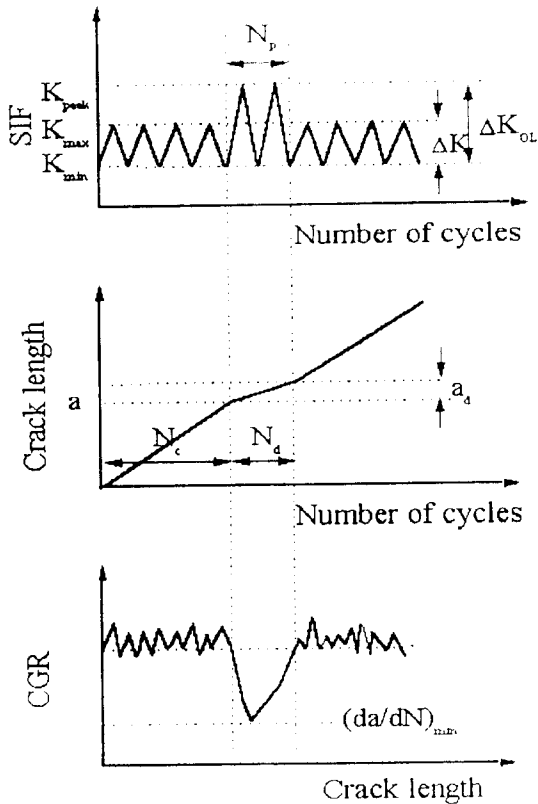 N_p
K_peak
K_max
K_min
SIF
ΔK
ΔK_OL
Number of cycles
Crack length
a
a_d
N_c
N_d
Number of cycles
CGR
(da/dN)_min
Crack length